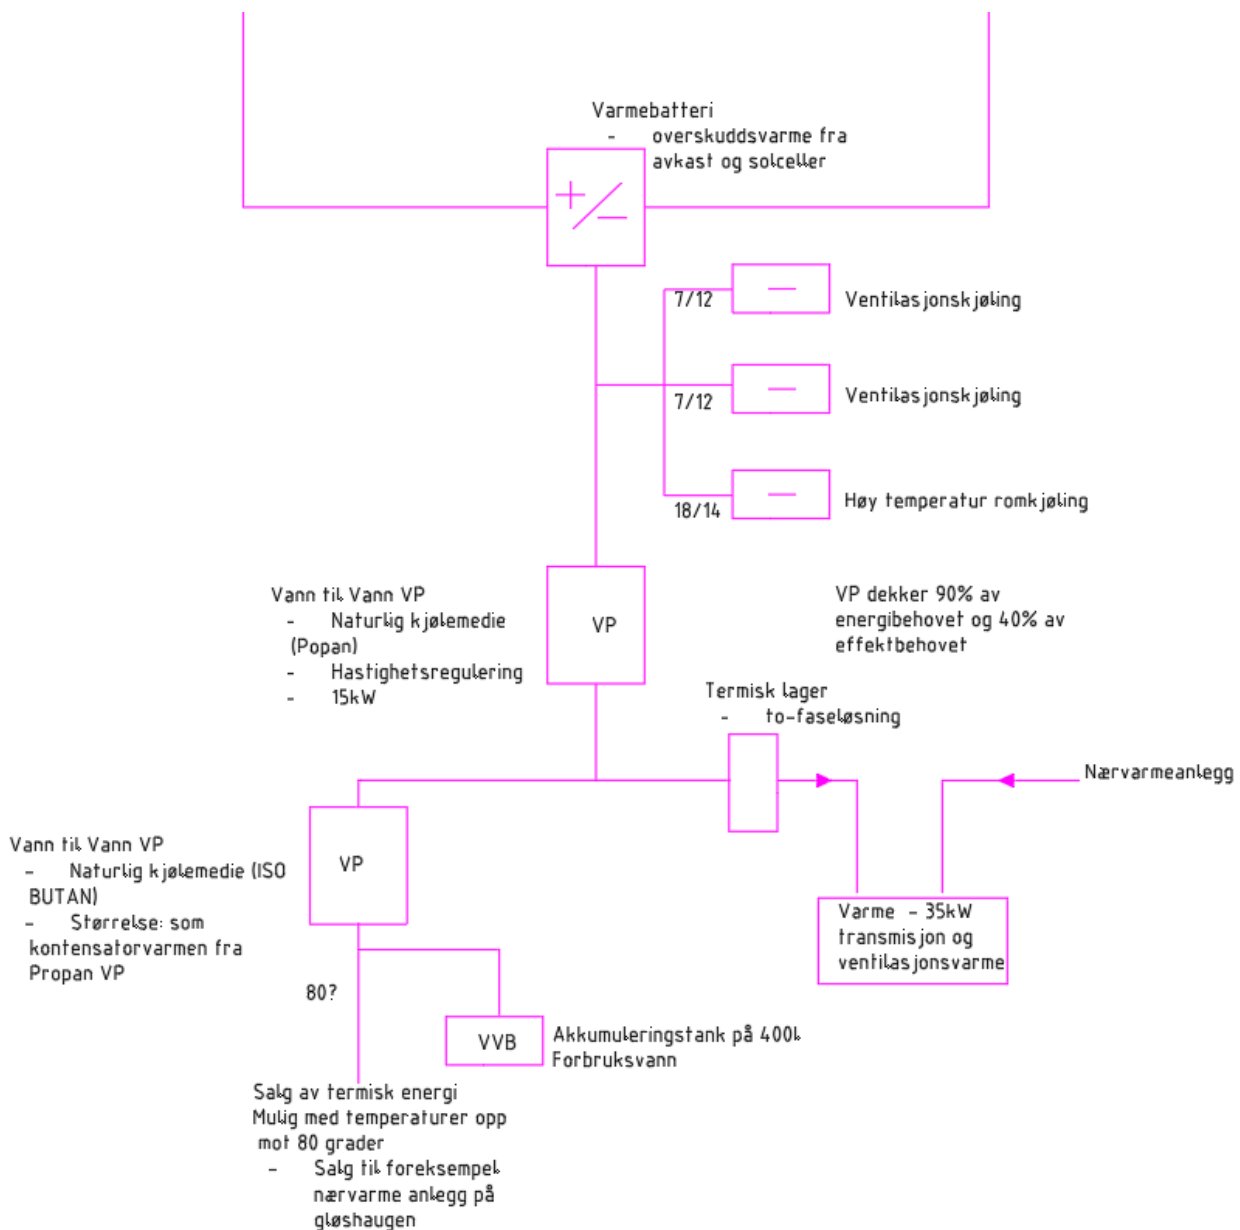 Varmebatteri
- overskuddsvarme fra
avkast og solceller
+/-
7/12
—
Ventilasjonskjøling
7/12
—
Ventilasjonskjøling
18/14
—
Høy temperatur romkjøling
Vann til Vann VP
- Naturlig kjølemedie
(Popan)
- Hastighetsregulering
- 15kW
VP
VP dekker 90% av
energibehovet og 40% av
effektbehovet
Termisk lager
- to-faseløsning
Nærvarmeanlegg
Vann til Vann VP
- Naturlig kjølemedie (ISO
BUTAN)
- Størrelse: som
kontensatorvarmen fra
Propan VP
VP
Varme - 35kW
transmisjon og
ventilasjonsvarme
80?
VVB
Akkumuleringstank på 400l
Forbruksvann
Salg av termisk energi
Mulig med temperaturer opp
mot 80 grader
- Salg til foreksempel
nærvarme anlegg på
gløshaugen